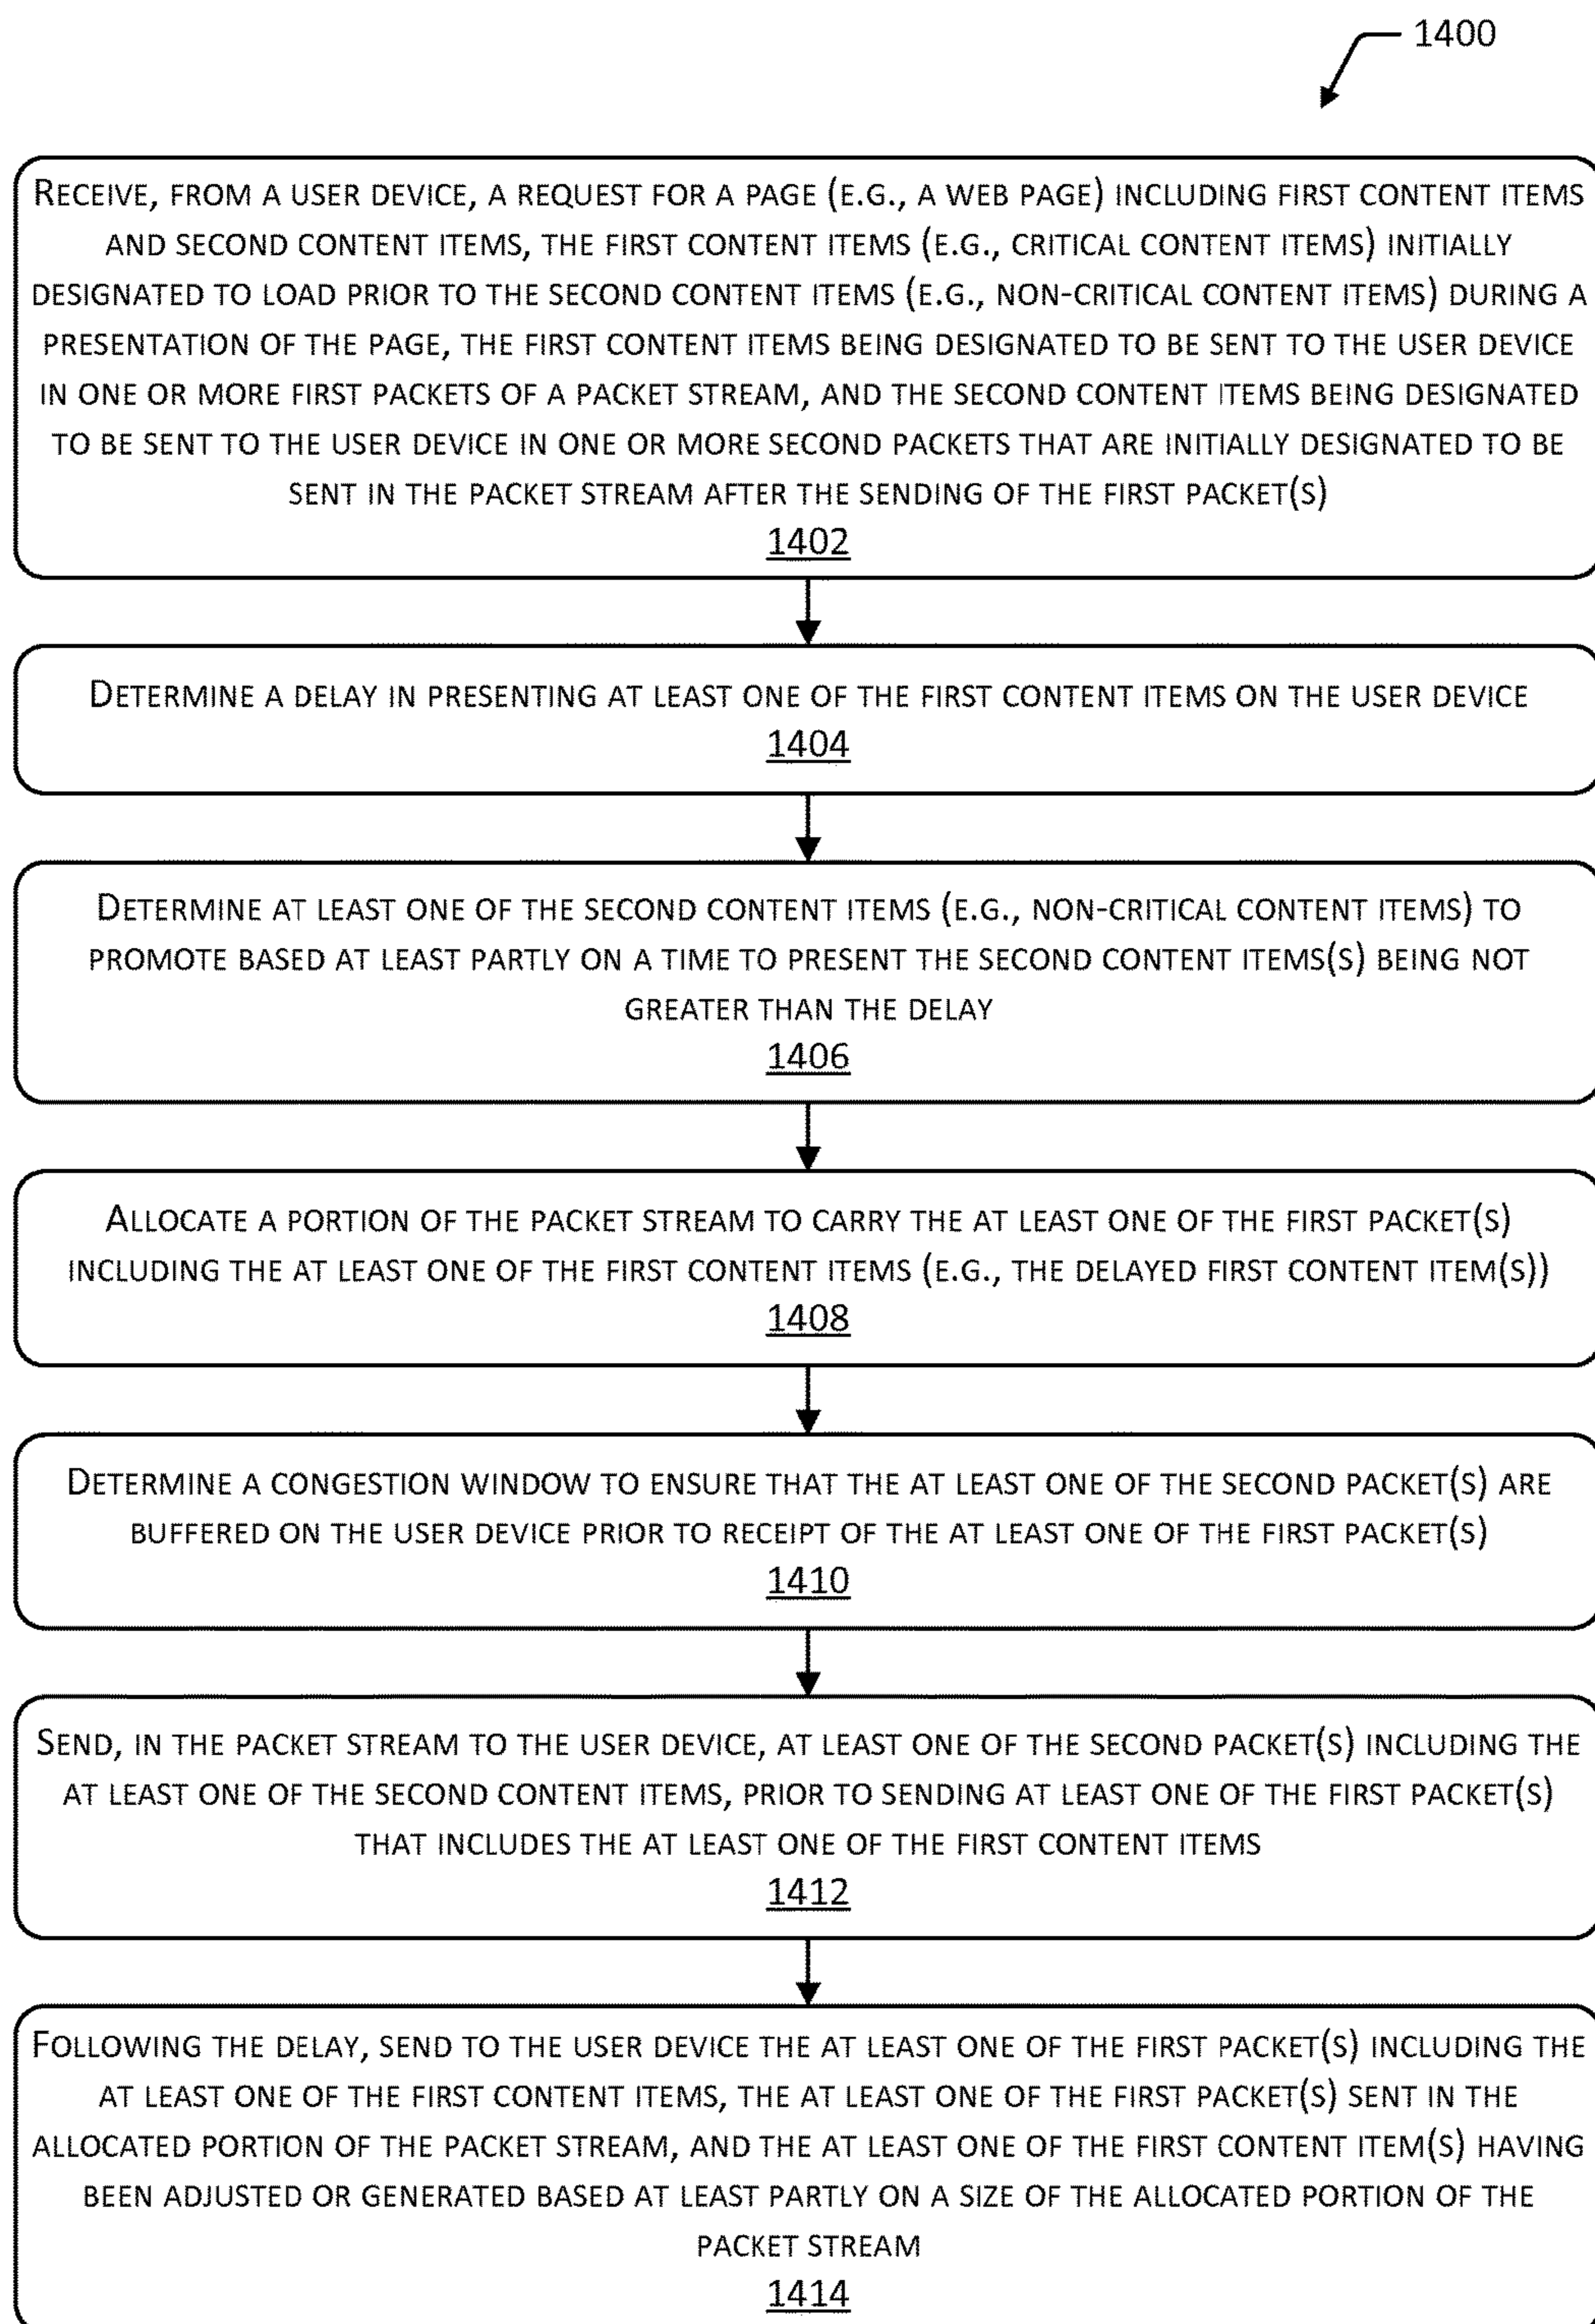 1400
RECEIVE, FROM A USER DEVICE, A REQUEST FOR A PAGE (E.G., A WEB PAGE) INCLUDING FIRST CONTENT ITEMS
AND SECOND CONTENT ITEMS, THE FIRST CONTENT ITEMS (E.G., CRITICAL CONTENT ITEMS) INITIALLY
DESIGNATED TO LOAD PRIOR TO THE SECOND CONTENT ITEMS (E.G., NON-CRITICAL CONTENT ITEMS) DURING A
PRESENTATION OF THE PAGE, THE FIRST CONTENT ITEMS BEING DESIGNATED TO BE SENT TO THE USER DEVICE
IN ONE OR MORE FIRST PACKETS OF A PACKET STREAM, AND THE SECOND CONTENT ITEMS BEING DESIGNATED
TO BE SENT TO THE USER DEVICE IN ONE OR MORE SECOND PACKETS THAT ARE INITIALLY DESIGNATED TO BE
SENT IN THE PACKET STREAM AFTER THE SENDING OF THE FIRST PACKET(S)
1402
DETERMINE A DELAY IN PRESENTING AT LEAST ONE OF THE FIRST CONTENT ITEMS ON THE USER DEVICE
1404
DETERMINE AT LEAST ONE OF THE SECOND CONTENT ITEMS (E.G., NON-CRITICAL CONTENT ITEMS) TO
PROMOTE BASED AT LEAST PARTLY ON A TIME TO PRESENT THE SECOND CONTENT ITEMS(S) BEING NOT
GREATER THAN THE DELAY
1406
ALLOCATE A PORTION OF THE PACKET STREAM TO CARRY THE AT LEAST ONE OF THE FIRST PACKET(S)
INCLUDING THE AT LEAST ONE OF THE FIRST CONTENT ITEMS (E.G., THE DELAYED FIRST CONTENT ITEM(S))
1408
DETERMINE A CONGESTION WINDOW TO ENSURE THAT THE AT LEAST ONE OF THE SECOND PACKET(S) ARE
BUFFERED ON THE USER DEVICE PRIOR TO RECEIPT OF THE AT LEAST ONE OF THE FIRST PACKET(S)
1410
SEND, IN THE PACKET STREAM TO THE USER DEVICE, AT LEAST ONE OF THE SECOND PACKET(S) INCLUDING THE
AT LEAST ONE OF THE SECOND CONTENT ITEMS, PRIOR TO SENDING AT LEAST ONE OF THE FIRST PACKET(S)
THAT INCLUDES THE AT LEAST ONE OF THE FIRST CONTENT ITEMS
1412
FOLLOWING THE DELAY, SEND TO THE USER DEVICE THE AT LEAST ONE OF THE FIRST PACKET(S) INCLUDING THE
AT LEAST ONE OF THE FIRST CONTENT ITEMS, THE AT LEAST ONE OF THE FIRST PACKET(S) SENT IN THE
ALLOCATED PORTION OF THE PACKET STREAM, AND THE AT LEAST ONE OF THE FIRST CONTENT ITEM(S) HAVING
BEEN ADJUSTED OR GENERATED BASED AT LEAST PARTLY ON A SIZE OF THE ALLOCATED PORTION OF THE
PACKET STREAM
1414